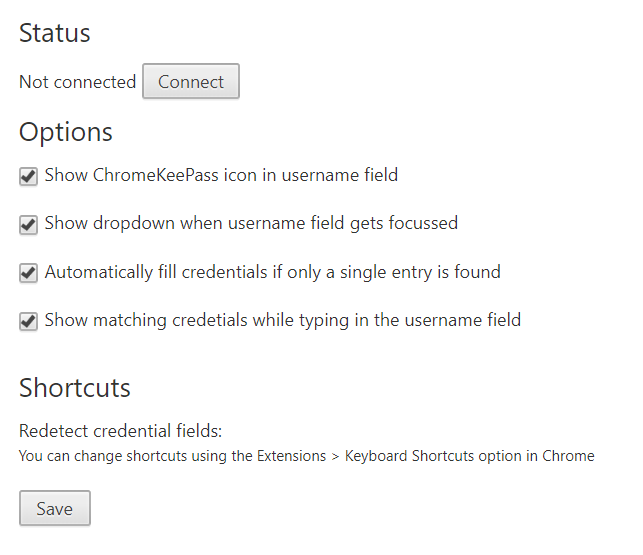 Status
Not connected Connect
Options
Show ChromeKeePass icon in username field
Show dropdown when username field gets focussed
Automatically fill credentials if only a single entry is found
Show matching credetials while typing in the username field
Shortcuts
Redetect credential fields:
You can change shortcuts using the Extensions > Keyboard Shortcuts option in Chrome
Save